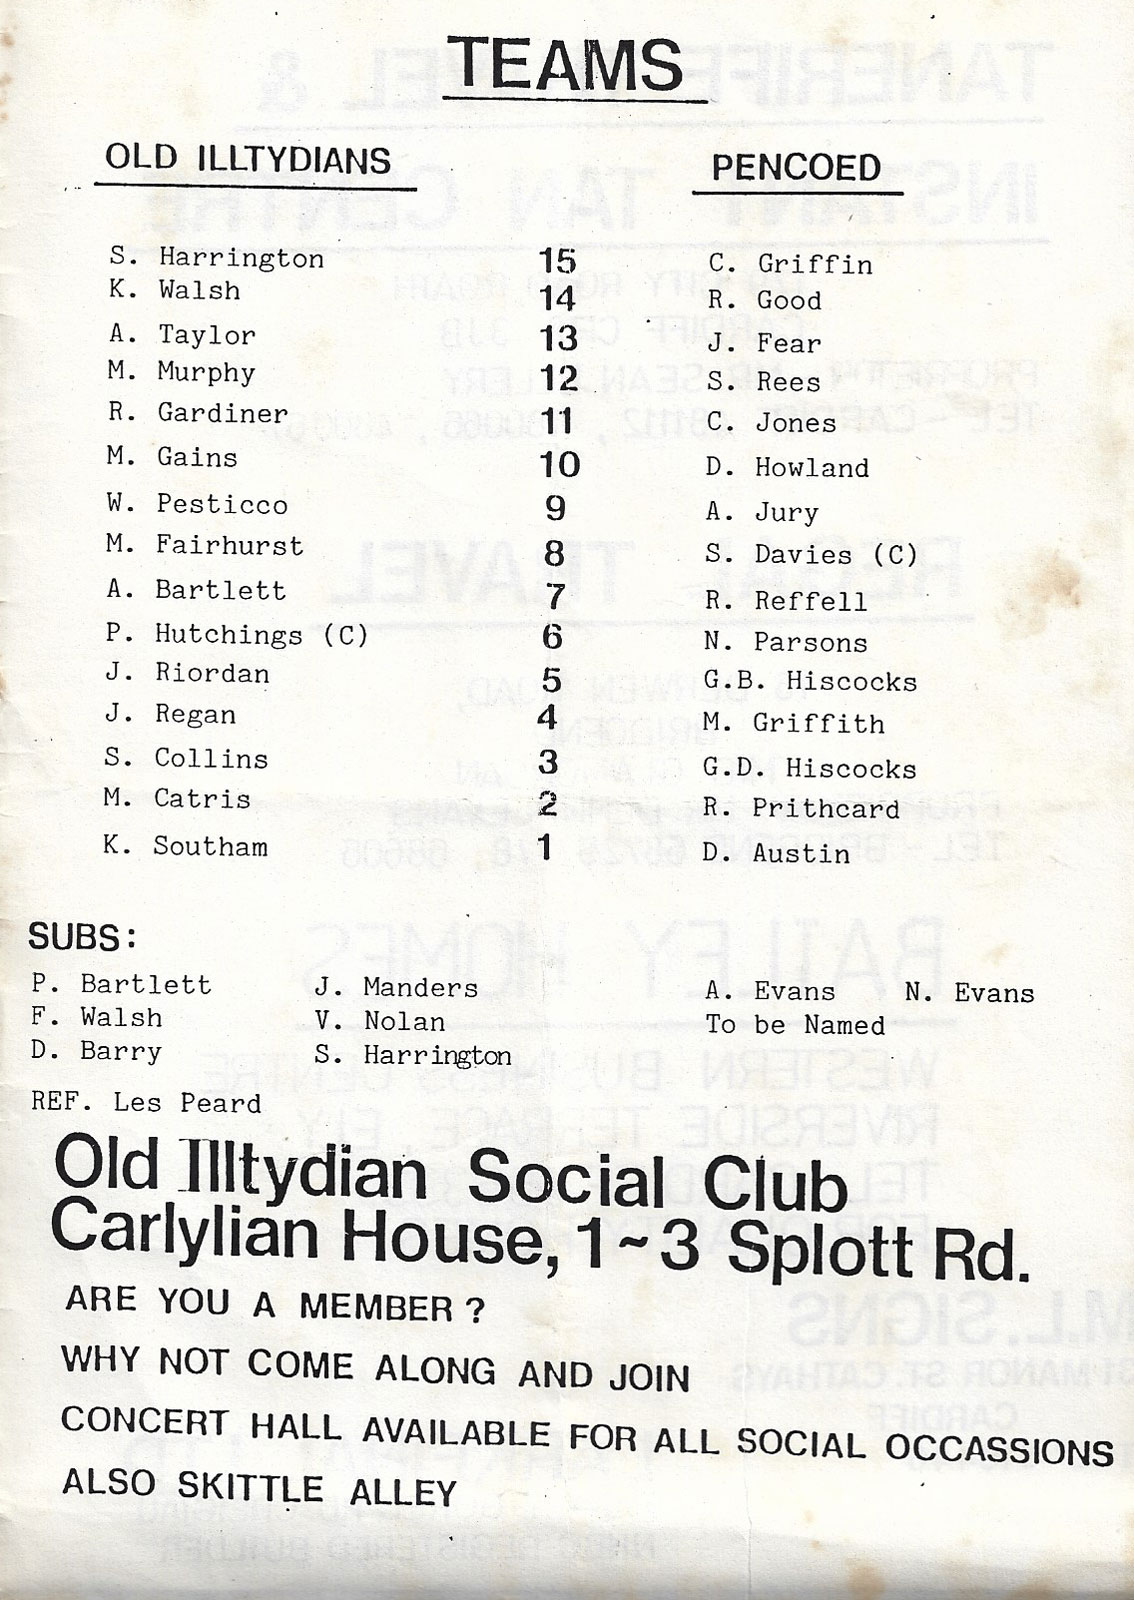 TEAMS
OLD ILLTYDIANS PENCOED
S. Harrington 15 C. Griffin
K. Walsh 14 R. Good
A. Taylor 13 J. Fear
M. Murphy 12 S. Rees
R. Gardiner 11 C. Jones
M. Gains 10 D. Howland
W. Pesticco 9 A. Jury
M. Fairhurst 8 S. Davies (C)
A. Bartlett 7 R. Reffell
P. Hutchings (C) 6 N. Parsons
J. Riordan 5 G.B. Hiscocks
J. Regan 4 M. Griffith
S. Collins 3 G.D. Hiscocks
M. Catris 2 R. Prithcard
K. Southam 1 D. Austin
SUBS:
P. Bartlett J. Manders A. Evans N. Evans
F. Walsh V. Nolan To be Named
D. Barry S. Harrington
REF. Les Peard
Old Illtydian Social Club
Carlylian House, 1~3 Splott Rd.
ARE YOU A MEMBER?
WHY NOT COME ALONG AND JOIN
CONCERT HALL AVAILABLE FOR ALL SOCIAL OCCASSIONS
ALSO SKITTLE ALLEY